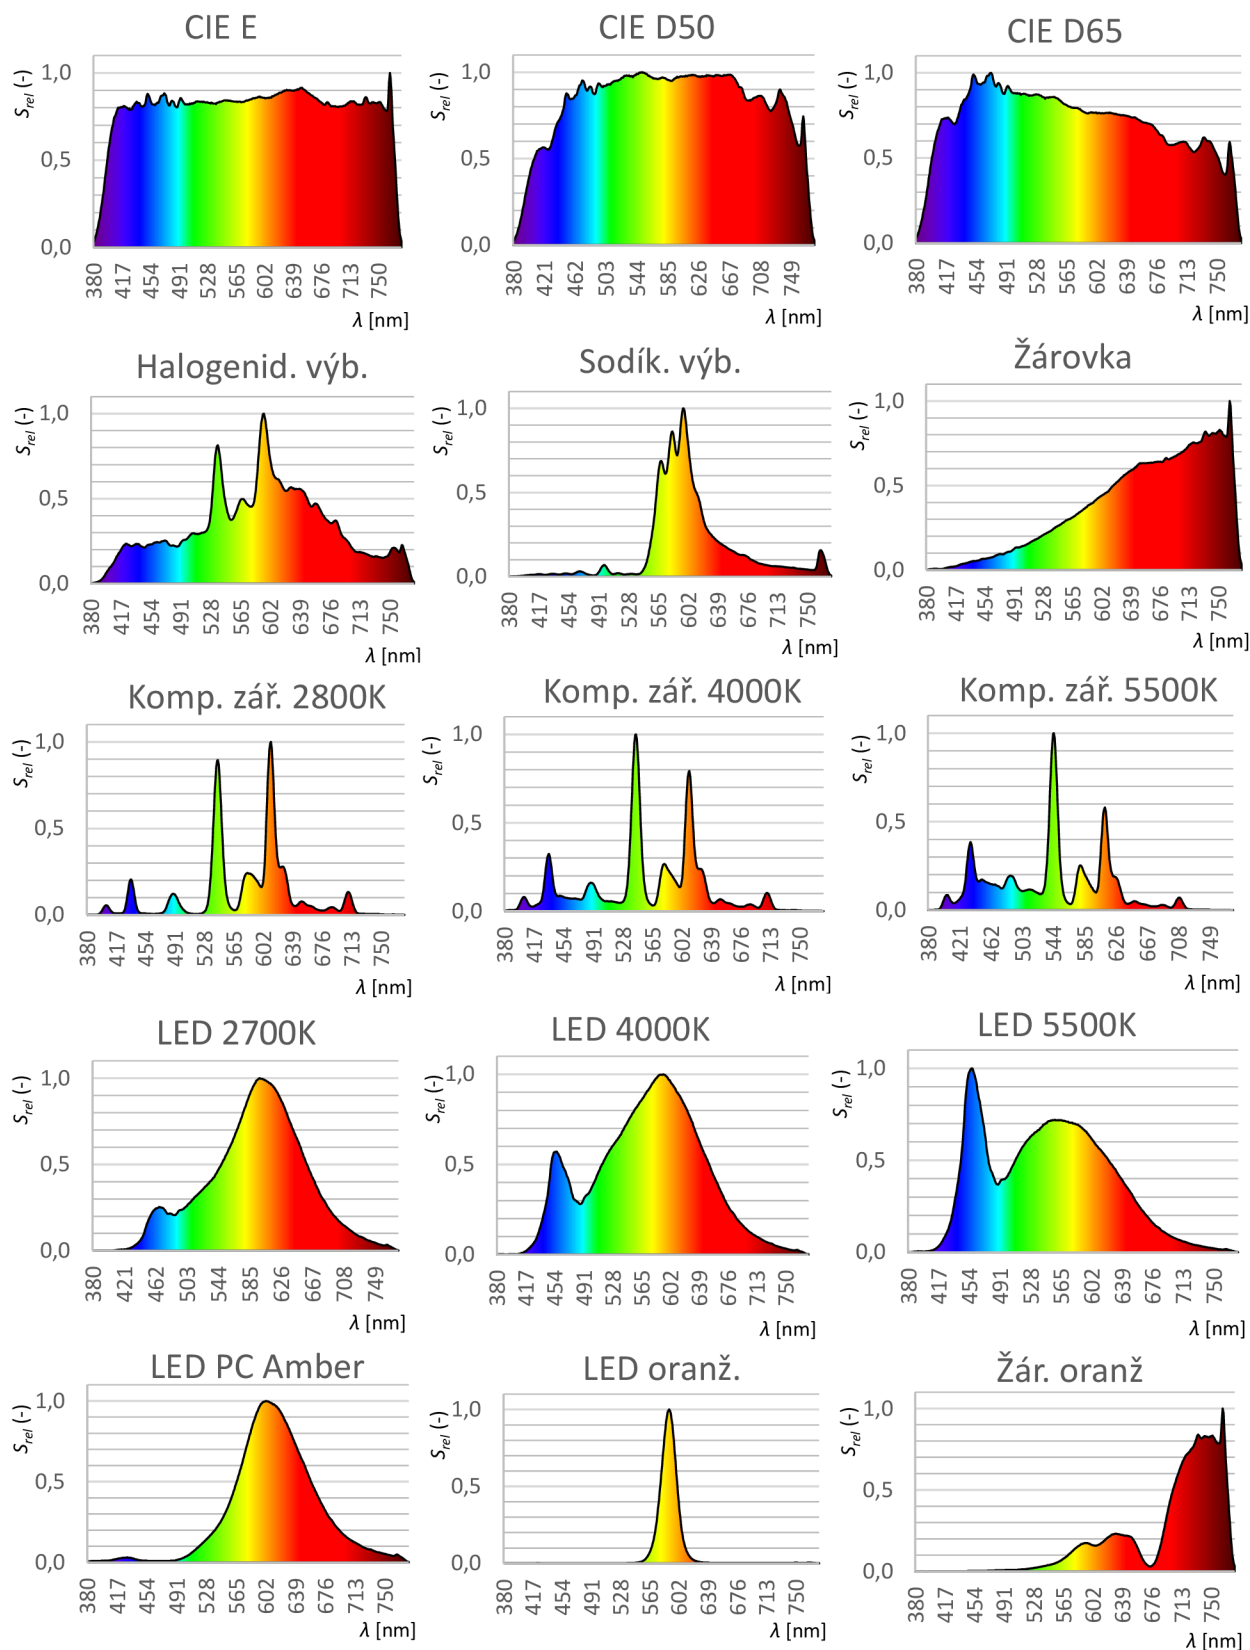 CIE E
CIE D50
CIE D65
S_rel (-)
1,0
0,5
0,0
380 417 454 491 528 565 602 639 676 713 750
λ [nm]
S_rel (-)
1,0
0,5
0,0
380 421 462 503 544 585 626 667 708 749
λ [nm]
S_rel (-)
1,0
0,5
0,0
380 417 454 491 528 565 602 639 676 713 750
λ [nm]
Halogenid. výb.
Sodík. výb.
Žárovka
S_rel (-)
1,0
0,5
0,0
380 417 454 491 528 565 602 639 676 713 750
λ [nm]
S_rel (-)
1,0
0,5
0,0
380 417 454 491 528 565 602 639 676 713 750
λ [nm]
S_rel (-)
1,0
0,5
0,0
380 417 454 491 528 565 602 639 676 713 750
λ [nm]
Komp. zář. 2800K
Komp. zář. 4000K
Komp. zář. 5500K
S_rel (-)
1,0
0,5
0,0
380 417 454 491 528 565 602 639 676 713 750
λ [nm]
S_rel (-)
1,0
0,5
0,0
380 417 454 491 528 565 602 639 676 713 750
λ [nm]
S_rel (-)
1,0
0,5
0,0
380 421 462 503 544 585 626 667 708 749
λ [nm]
LED 2700K
LED 4000K
LED 5500K
S_rel (-)
1,0
0,5
0,0
380 421 462 503 544 585 626 667 708 749
λ [nm]
S_rel (-)
1,0
0,5
0,0
380 417 454 491 528 565 602 639 676 713 750
λ [nm]
S_rel (-)
1,0
0,5
0,0
380 417 454 491 528 565 602 639 676 713 750
λ [nm]
LED PC Amber
LED oranž.
Žár. oranž
S_rel (-)
1,0
0,5
0,0
380 417 454 491 528 565 602 639 676 713 750
λ [nm]
S_rel (-)
1,0
0,5
0,0
380 417 454 491 528 565 602 639 676 713 750
λ [nm]
S_rel (-)
1,0
0,5
0,0
380 417 454 491 528 565 602 639 676 713 750
λ [nm]